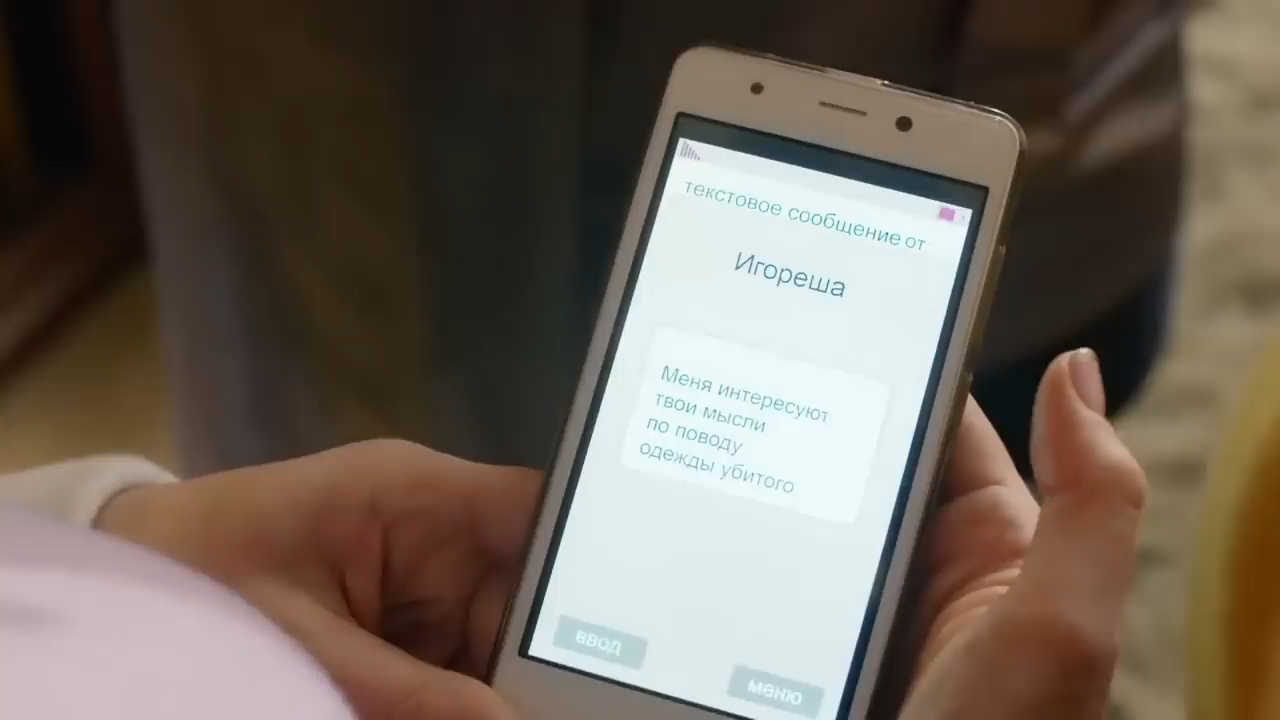 текстовое сообщение от
Игореша
Меня интересуют
твои мысли
по поводу
одежды убитого
ввод
меню